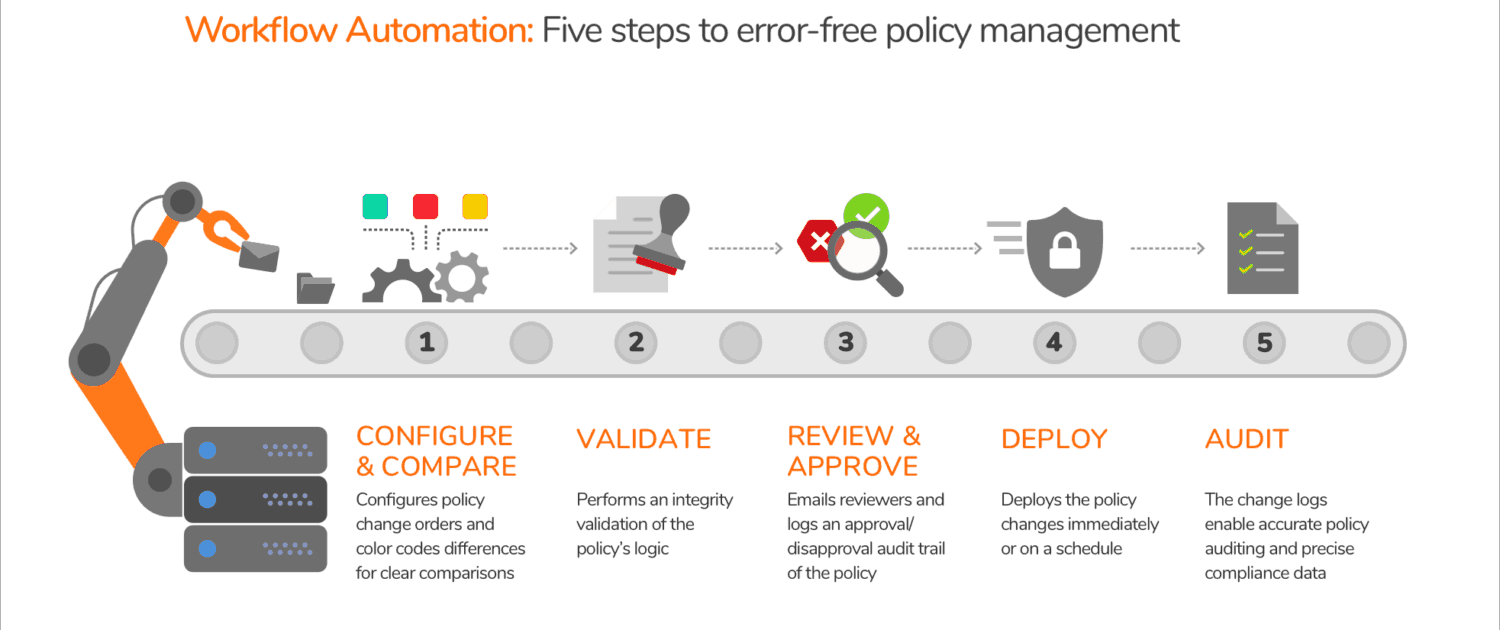 Workflow Automation: Five steps to error-free policy management
1
2
3
4
5
CONFIGURE
& COMPARE
Configures policy
change orders and
color codes differences
for clear comparisons
VALIDATE
Performs an integrity
validation of the
policy’s logic
REVIEW &
APPROVE
Emails reviewers and
logs an approval/
disapproval audit trail
of the policy
DEPLOY
Deploys the policy
changes immediately
or on a schedule
AUDIT
The change logs
enable accurate policy
auditing and precise
compliance data